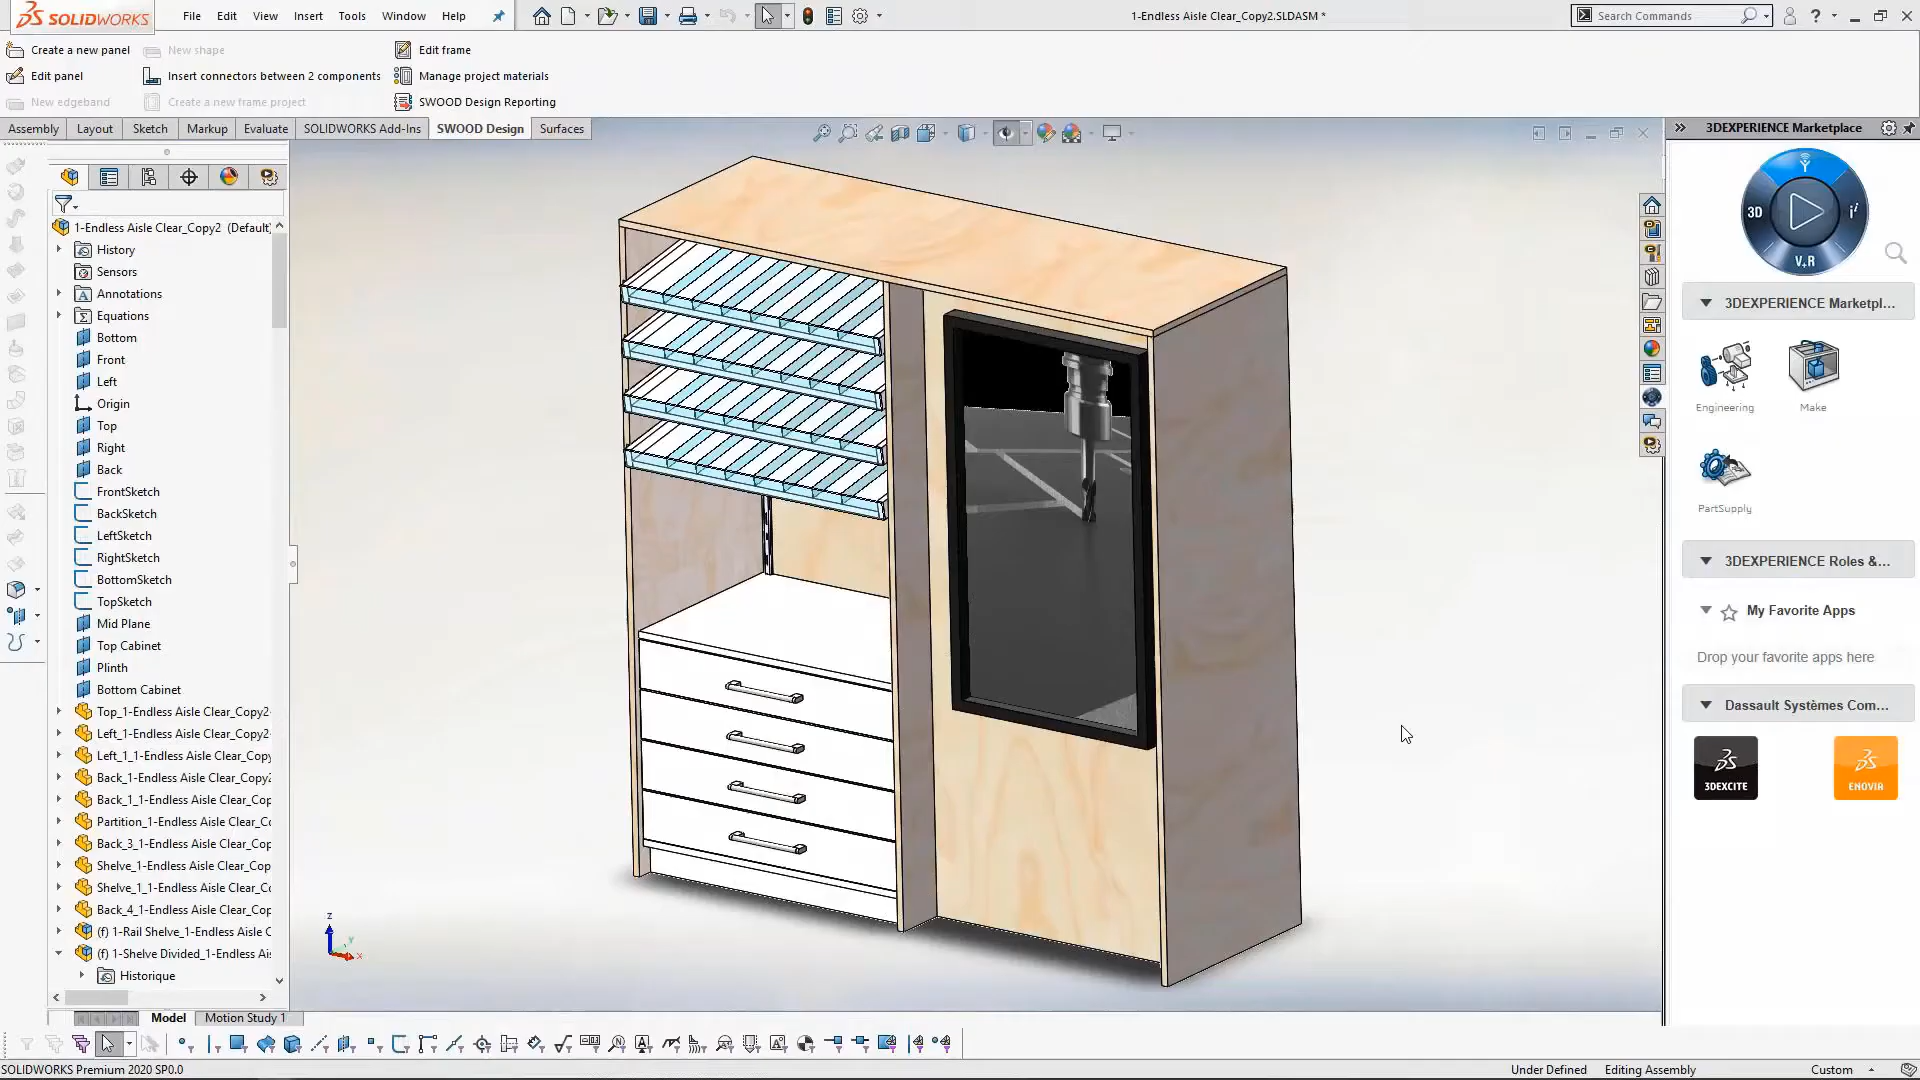 SOLIDWORKS
File Edit View Insert Tools Window Help
1-Endless Aisle Clear_Copy2.SLDASM *
Search Commands
Create a new panel
New shape
Edit frame
Edit panel
Insert connectors between 2 components
Manage project materials
New edgeband
Create a new frame project
SWOOD Design Reporting
Assembly Layout Sketch Markup Evaluate SOLIDWORKS Add-Ins SWOOD Design Surfaces
3DEXPERIENCE Marketplace
1-Endless Aisle Clear_Copy2 (Default)
History
Sensors
Annotations
Equations
Bottom
Front
Left
Origin
Top
Right
Back
FrontSketch
BackSketch
LeftSketch
RightSketch
BottomSketch
TopSketch
Mid Plane
Top Cabinet
Plinth
Bottom Cabinet
Top_1-Endless Aisle Clear_Copy2-
Left_1-Endless Aisle Clear_Copy2-
Left_1_1-Endless Aisle Clear_Copy
Back_1-Endless Aisle Clear_Copy2
Back_1_1-Endless Aisle Clear_Cop
Partition_1-Endless Aisle Clear_Co
Back_3_1-Endless Aisle Clear_Cop
Shelve_1-Endless Aisle Clear_Cop
Shelve_1_1-Endless Aisle Clear_Cc
Back_4_1-Endless Aisle Clear_Cop
(f) 1-Rail Shelve_1-Endless Aisle C
(f) 1-Shelve Divided_1-Endless Ais
Historique
Z
Y
X
3D
i
V+R
3DEXPERIENCE Marketpl...
Engineering
Make
PartSupply
3DEXPERIENCE Roles &...
My Favorite Apps
Drop your favorite apps here
Dassault Systèmes Com...
3DEXCITE
ENOVIA
Model Motion Study 1
SOLIDWORKS Premium 2020 SP0.0
Under Defined Editing Assembly Custom